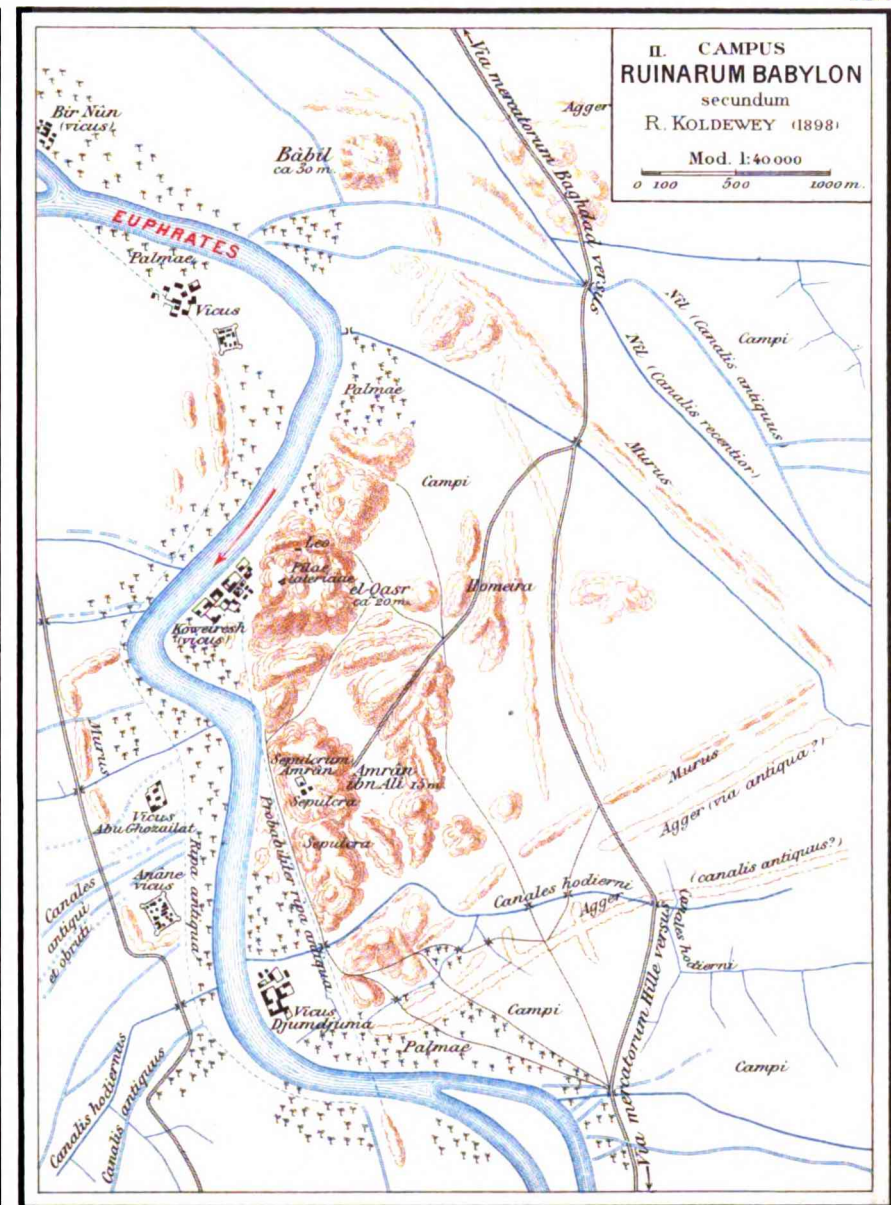 II. CAMPUS
RUINARUM BABYLON
secundum
R. KOLDEWEY (1898)
Mod. 1:40 000
0 100 500 1000 m.
Via mercatorum Baghdad versus
Agger
Bir Nûn
(vicus)
Bâbil
ca 30 m.
EUPHRATES
Palmae
Vicus
Nil (Canalis antiquus)
Campi
Nil (Canalis recentior)
Palmae
Murus
Campi
Leo
Pilae
latericiae
el-Qasr
ca 20 m.
Homeira
Koweiresh
(vicus)
Murus
Sepulcrum
Amrân
Amrân
ibn Ali 15 m.
Sepulcra
Murus
Agger (via antiqua?)
Vicus
Abu Ghozailat
Sepulcra
Probabiliter ripa antiqua
Ripa antiqua
Anâne
vicus
Canales
antiqui
et obruti
Canales hodierni
Agger
(canalis antiquus?)
Canales hodierni
Vicus
Djumdjuma
Campi
Palmae
Via mercatorum Hille versus
Campi
Canalis hodiernus
Canalis antiquus